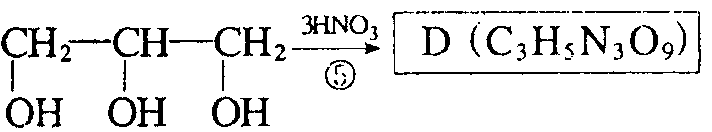 CH₂—CH—CH₂ 3HNO₃ ⑤ D (C₃H₅N₃O₉)
OH OH OH